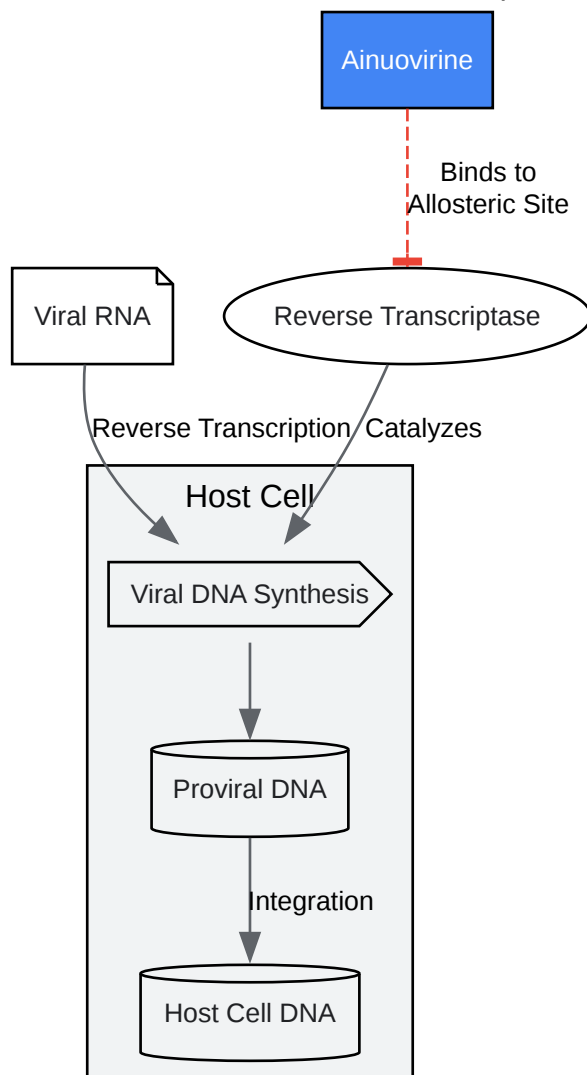 Ainuovirine
Binds to
Allosteric Site
Viral RNA
Reverse Transcriptase
Reverse Transcription
Catalyzes
Host Cell
Viral DNA Synthesis
Proviral DNA
Integration
Host Cell DNA